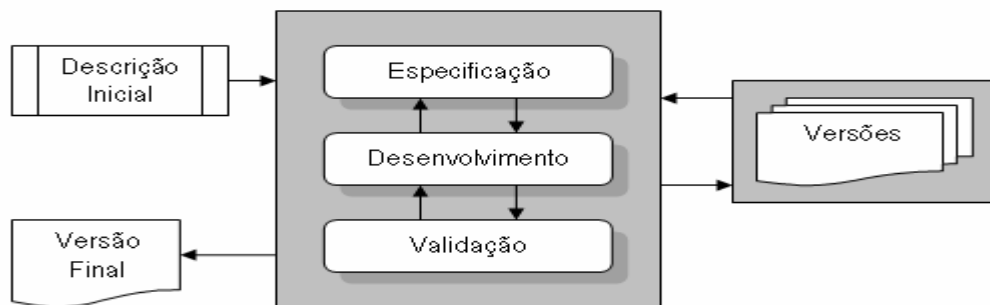 Descrição
Inicial
Especificação
Desenvolvimento
Validação
Versões
Versão
Final